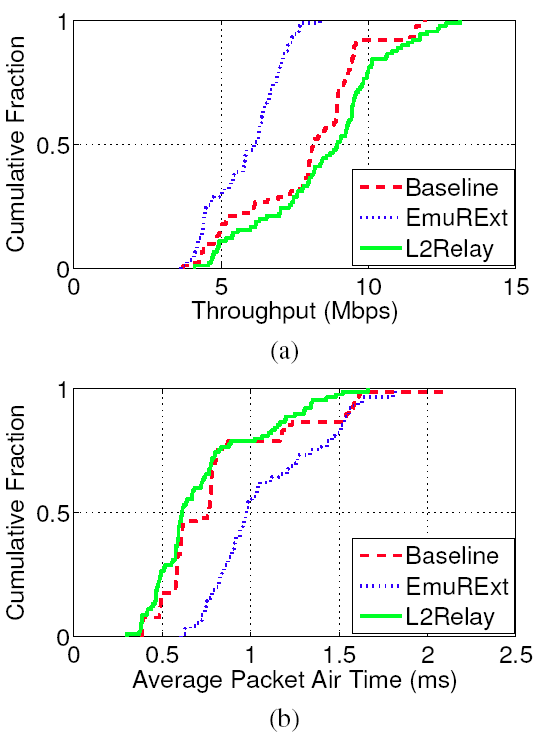 1
Cumulative Fraction
0.5
Baseline
EmuRExt
L2Relay
0
0
5
10
15
Throughput (Mbps)
(a)
1
Cumulative Fraction
0.5
Baseline
EmuRExt
L2Relay
0
0
0.5
1
1.5
2
2.5
Average Packet Air Time (ms)
(b)